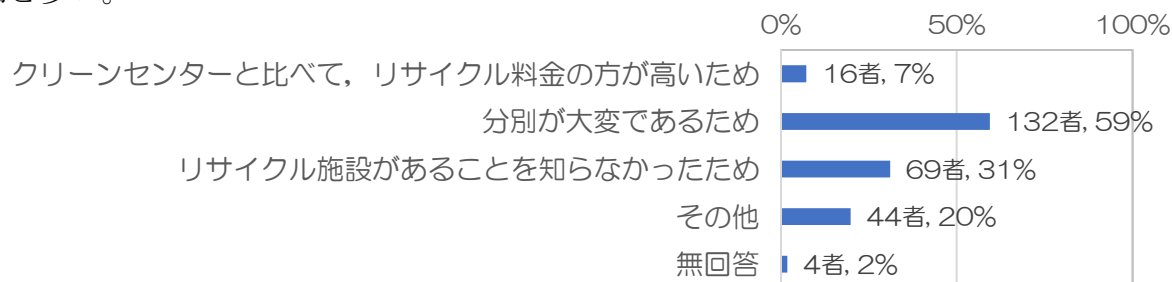 0% 50% 100%
クリーンセンターと比べて，リサイクル料金の方が高いため 16者, 7%
分別が大変であるため 132者, 59%
リサイクル施設があることを知らなかったため 69者, 31%
その他 44者, 20%
無回答 4者, 2%